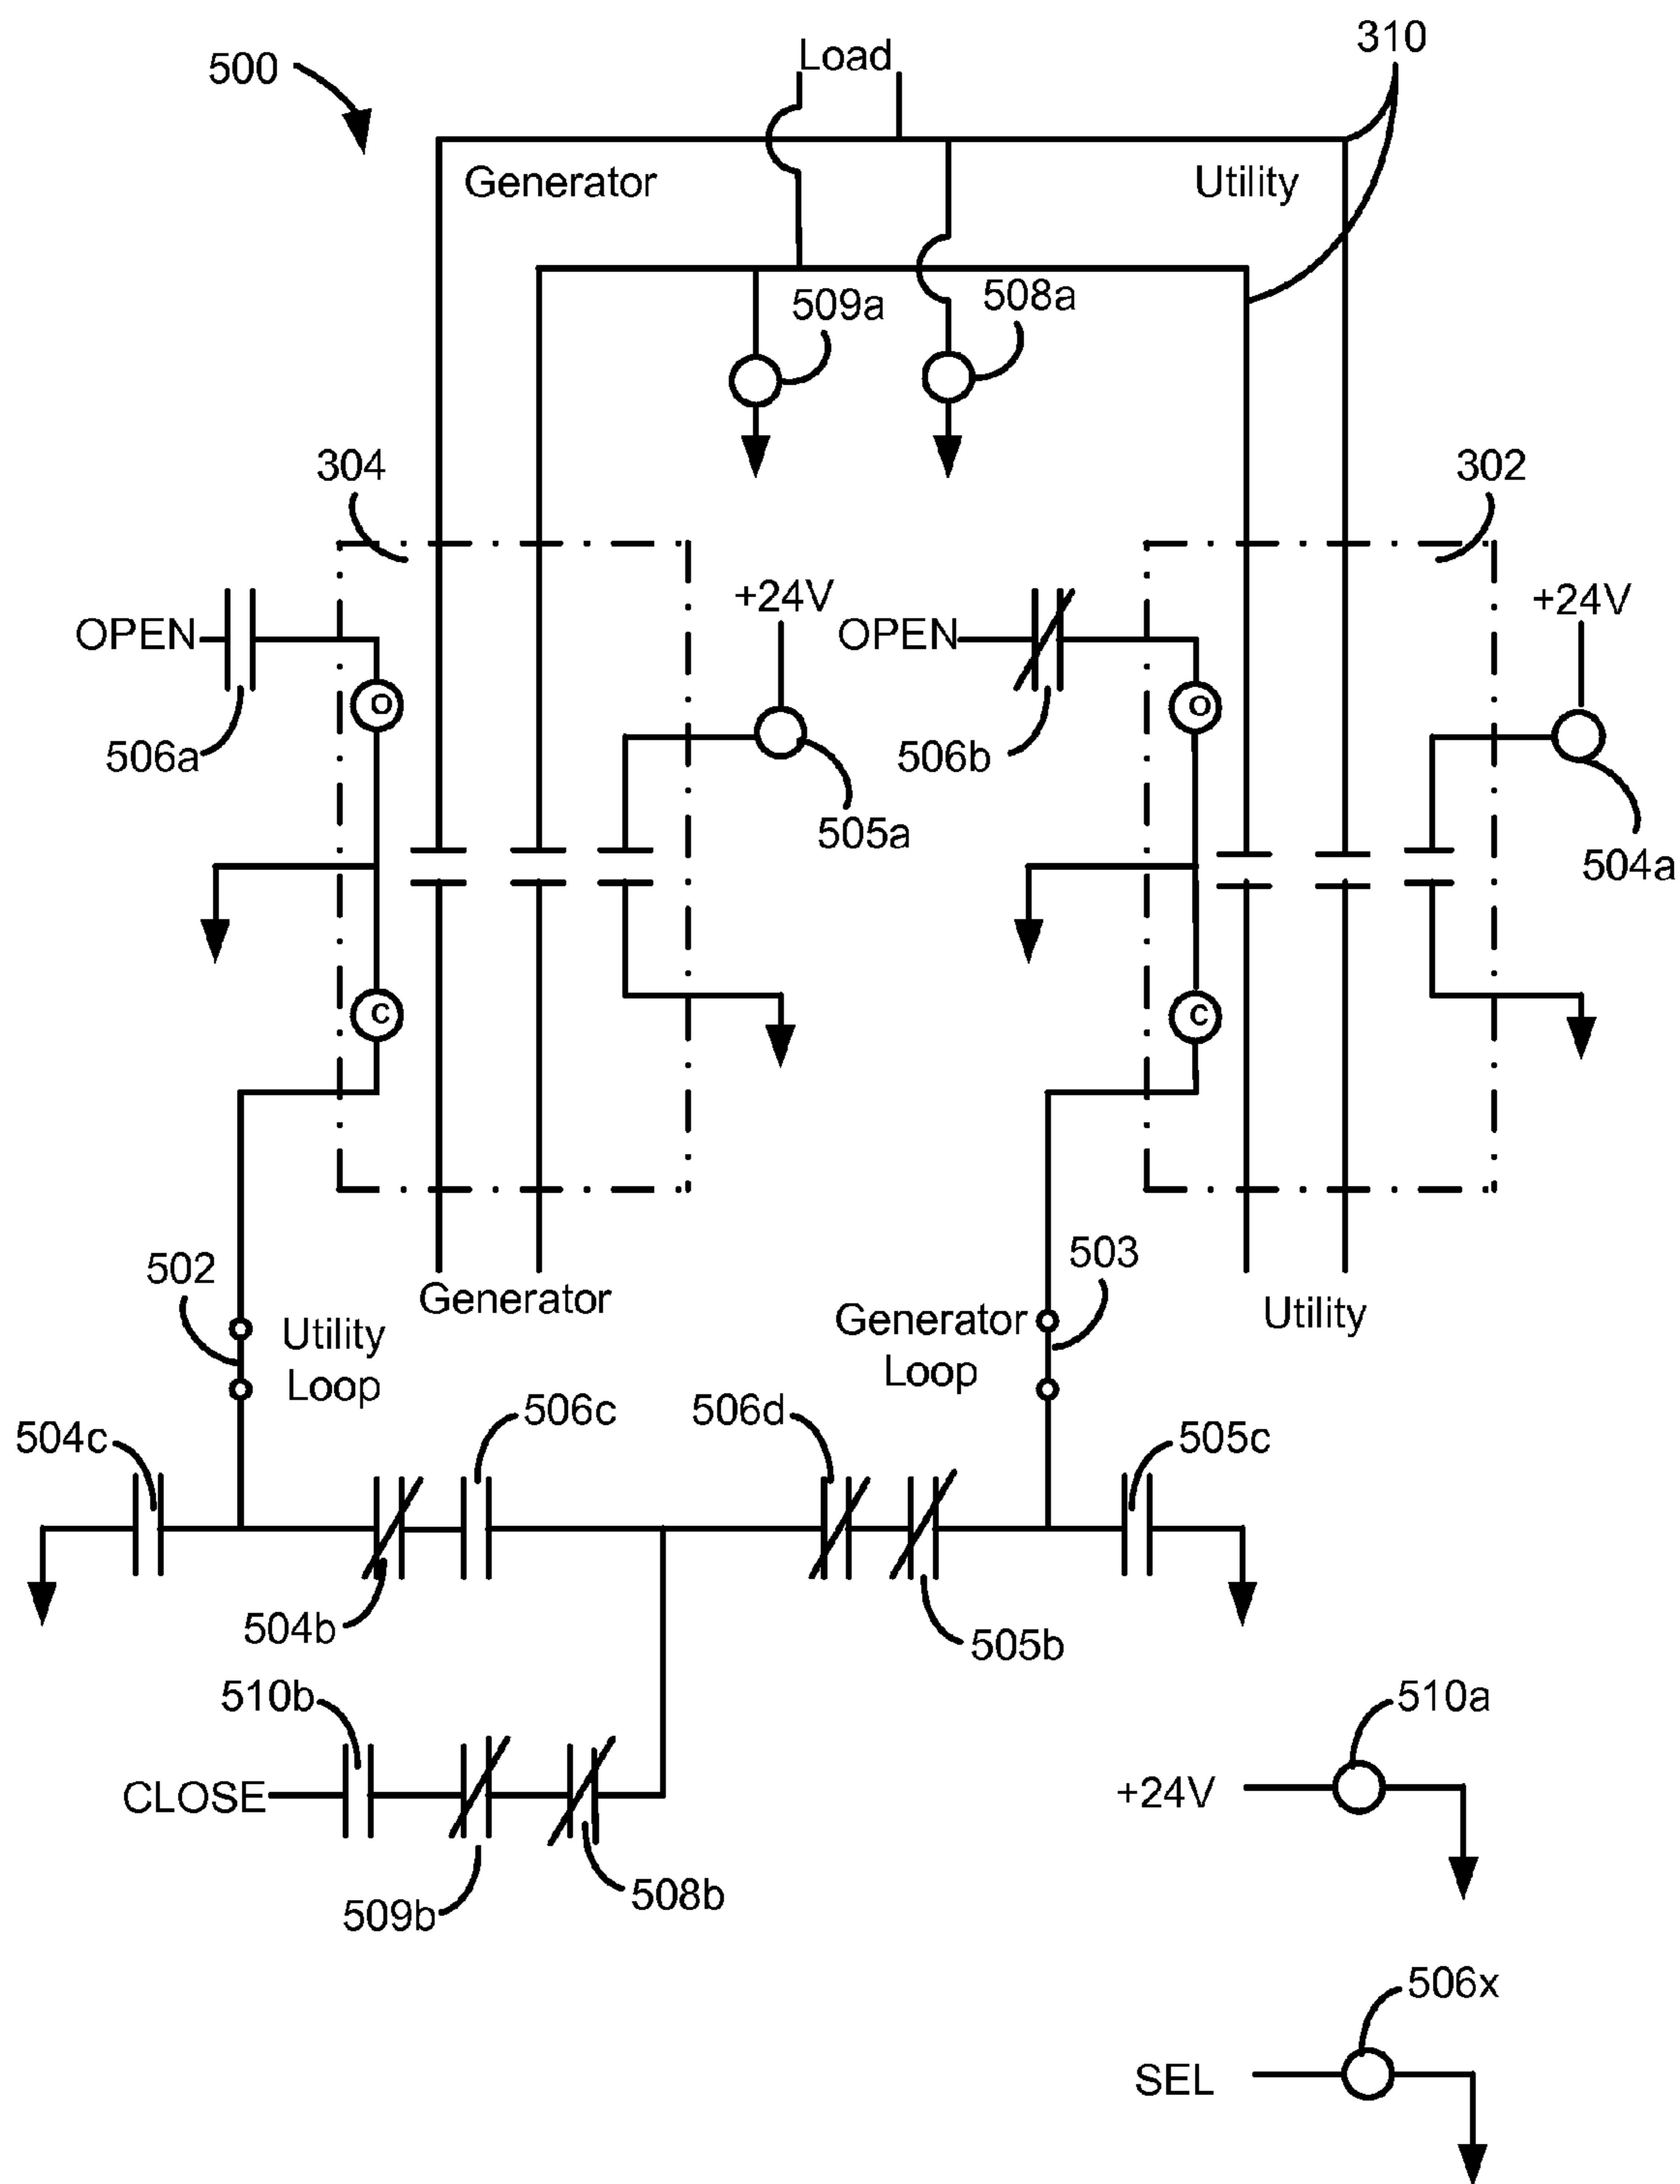 500
Load
310
Generator
Utility
509a
508a
304
302
+24V
+24V
OPEN
OPEN
O
O
506a
506b
505a
504a
C
C
502
503
Generator
Utility
Utility
Loop
Generator
Loop
504c
506c
506d
505c
504b
505b
510b
510a
CLOSE
+24V
509b
508b
506x
SEL